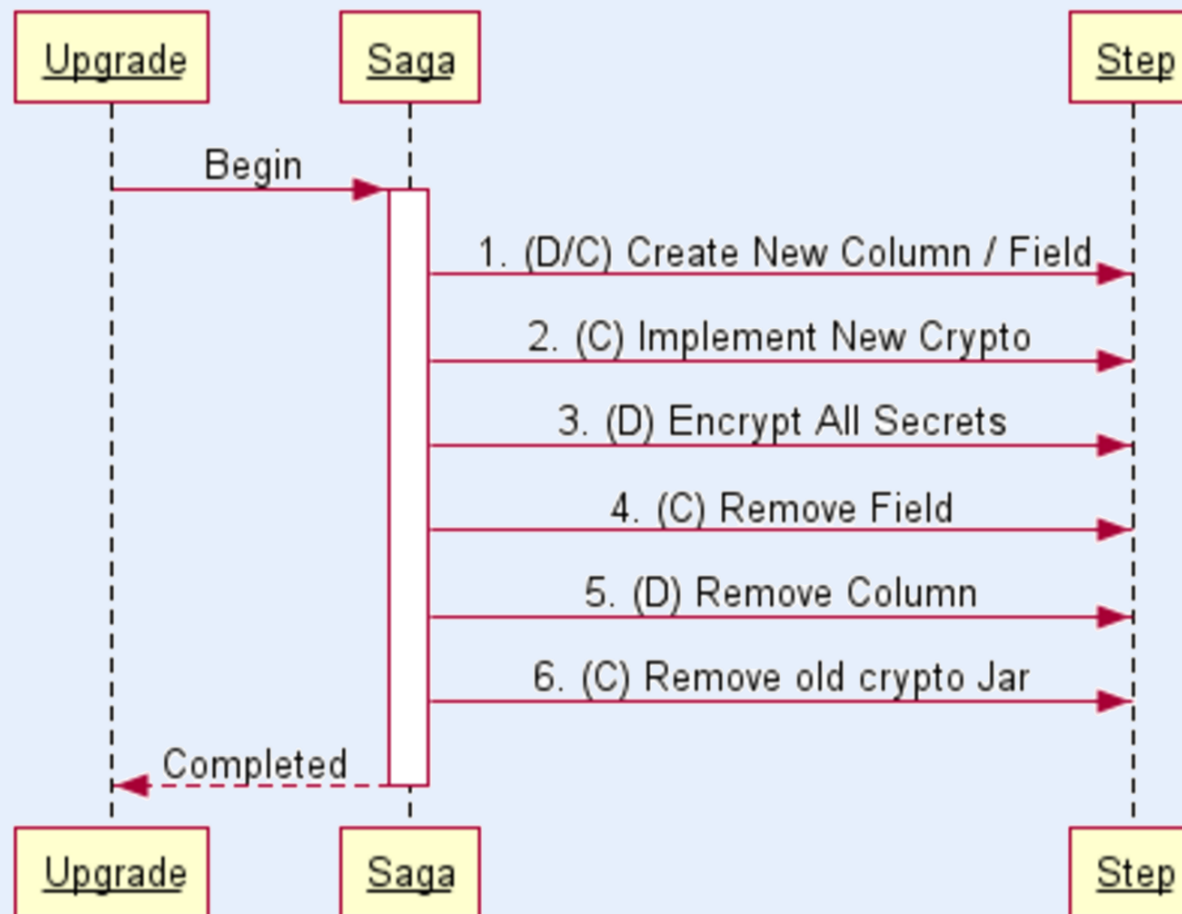 Upgrade Saga Step
Begin
1. (D/C) Create New Column / Field
2. (C) Implement New Crypto
3. (D) Encrypt All Secrets
4. (C) Remove Field
5. (D) Remove Column
6. (C) Remove old crypto Jar
Completed
Upgrade Saga Step